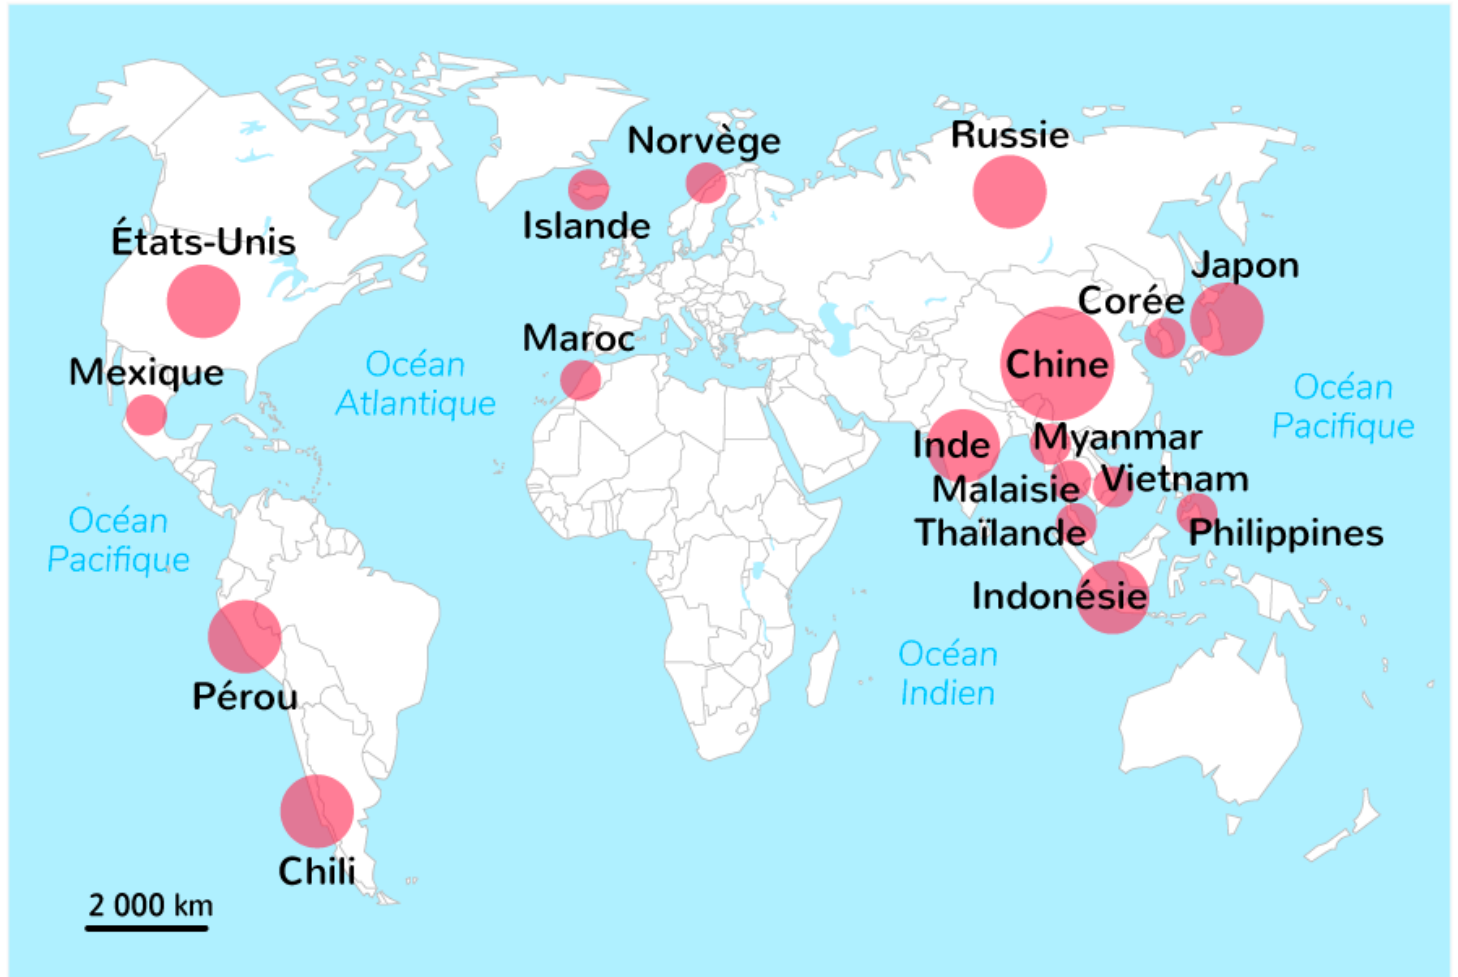 Norvège
Russie
Islande
États-Unis
Japon
Corée
Maroc
Chine
Mexique
Océan
Atlantique
Océan
Pacifique
Inde
Myanmar
Malaisie
Vietnam
Thaïlande
Philippines
Océan
Pacifique
Indonésie
Océan
Indien
Pérou
Chili
2 000 km